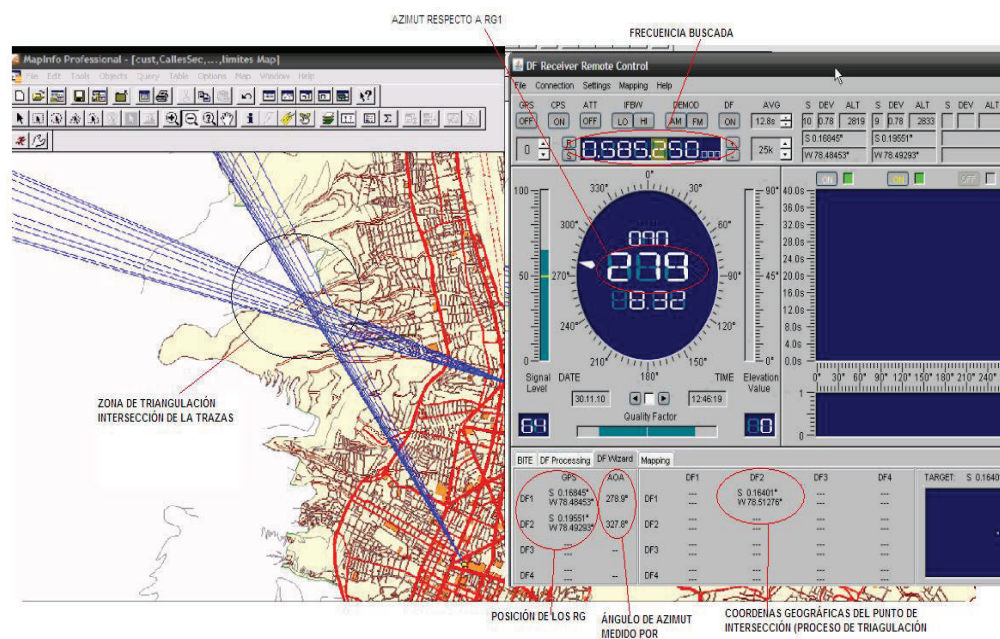 AZIMUT RESPECTO A RG1
FRECUENCIA BUSCADA
MapInfo Professional - [cust,CallesSec,...,limites Map]
File Edit Tools Objects Query Table Options Map Window Help
DF Receiver Remote Control
File Connection Settings Mapping Help
GPS CPS ATT IFBW DEMOD DF AVG S DEV ALT S DEV ALT S DEV ALT
OFF ON OFF LO HI AM FM ON 12.8s 10 0.78 2819 9 0.78 2833
S 0.16845° S 0.19551°
0 R S 0.585.250.000 + - 25k W 78.48453° W 78.49293°
ON ON OFF
0°
330° 30°
300° 60°
270° 90°
240° 120°
210° 150°
180°
090
279
18.32
100
50
0
90°
45°
0°
40.0s
36.0s
32.0s
28.0s
24.0s
20.0s
16.0s
12.0s
8.0s
4.0s
0.0s
0° 30° 60° 90° 120° 150° 180° 210° 240°
1
0
Signal Level
DATE
TIME
Elevation Value
30.11.10
12:46:19
Quality Factor
64
0
BITE DF Processing DF Wizard Mapping
GPS AOA DF1 DF2 DF3 DF4 TARGET: S 0.1640
DF1 S 0.16845° W 78.48453° 278.9° DF1 --- --- S 0.16401° W 78.51276° --- --- --- ---
DF2 S 0.19551° W 78.49293° 327.8° DF2 --- --- --- --- --- --- --- ---
DF3 --- --- -- DF3 --- --- --- --- --- --- --- ---
DF4 --- --- -- DF4 --- --- --- --- --- --- --- ---
ZONA DE TRIANGULACIÓN
INTERSECCIÓN DE LA TRAZAS
POSICIÓN DE LOS RG
ÁNGULO DE AZIMUT
MEDIDO POR
COORDENAS GEOGRÁFICAS DEL PUNTO DE
INTERSECCIÓN (PROCESO DE TRIAGULACIÓN